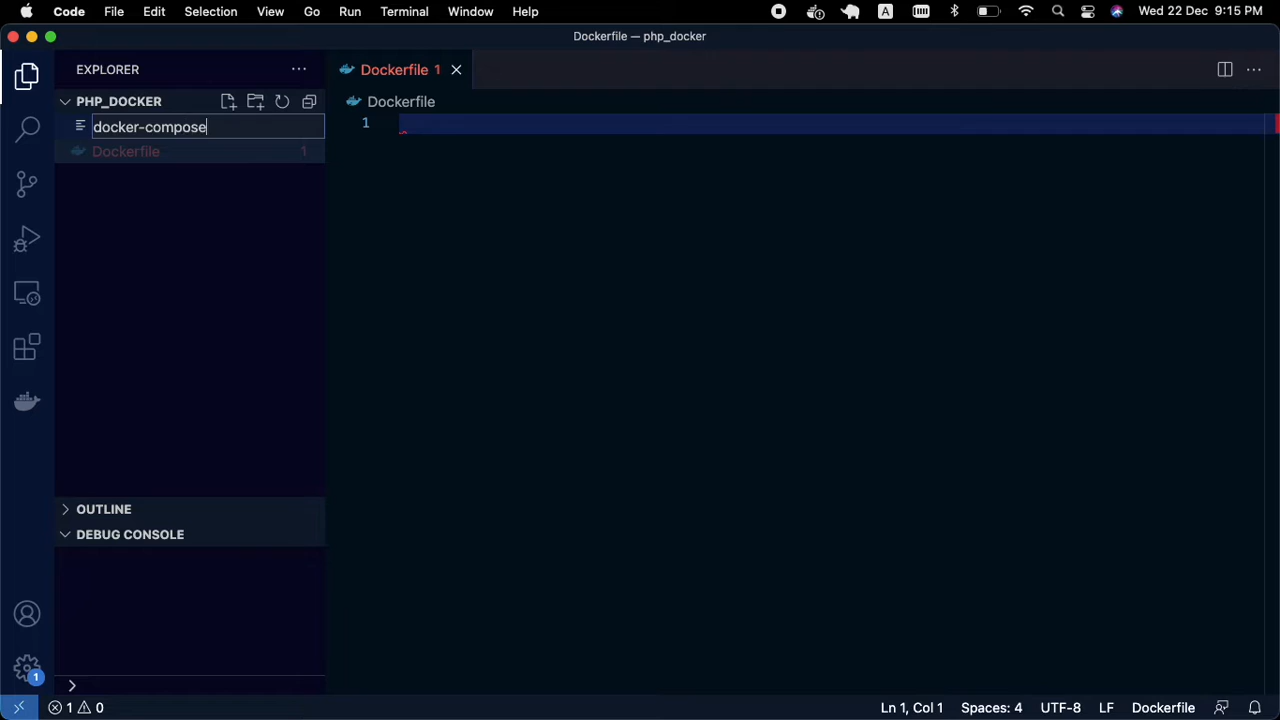 Code File Edit Selection View Go Run Terminal Window Help A Wed 22 Dec 9:15 PM
Dockerfile — php_docker
EXPLORER
Dockerfile 1
PHP_DOCKER
Dockerfile
docker-compose
1
Dockerfile 1
OUTLINE
DEBUG CONSOLE
1
1 0 Ln 1, Col 1 Spaces: 4 UTF-8 LF Dockerfile